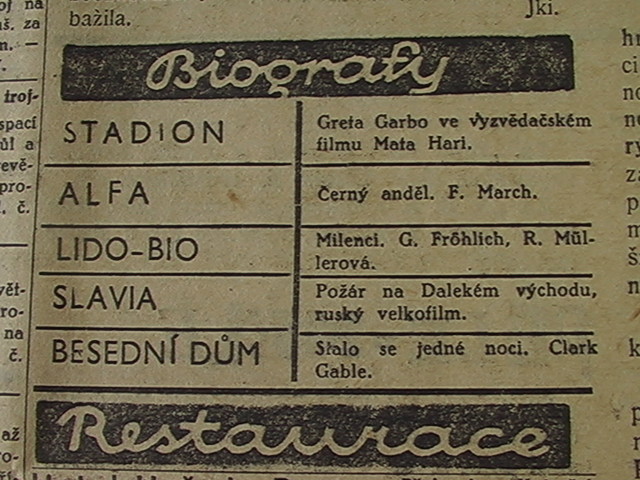 bažila.
Jki.
Biografy
STADION
Greta Garbo ve vyzvědačském
filmu Mata Hari.
ALFA
Černý anděl. F. March.
LIDO-BIO
Milenci. G. Fröhlich, R. Mül-
lerová.
SLAVIA
Požár na Dalekém východu,
ruský velkofilm.
BESEDNÍ DŮM
Stalo se jedné noci. Clark
Gable.
Restaurace